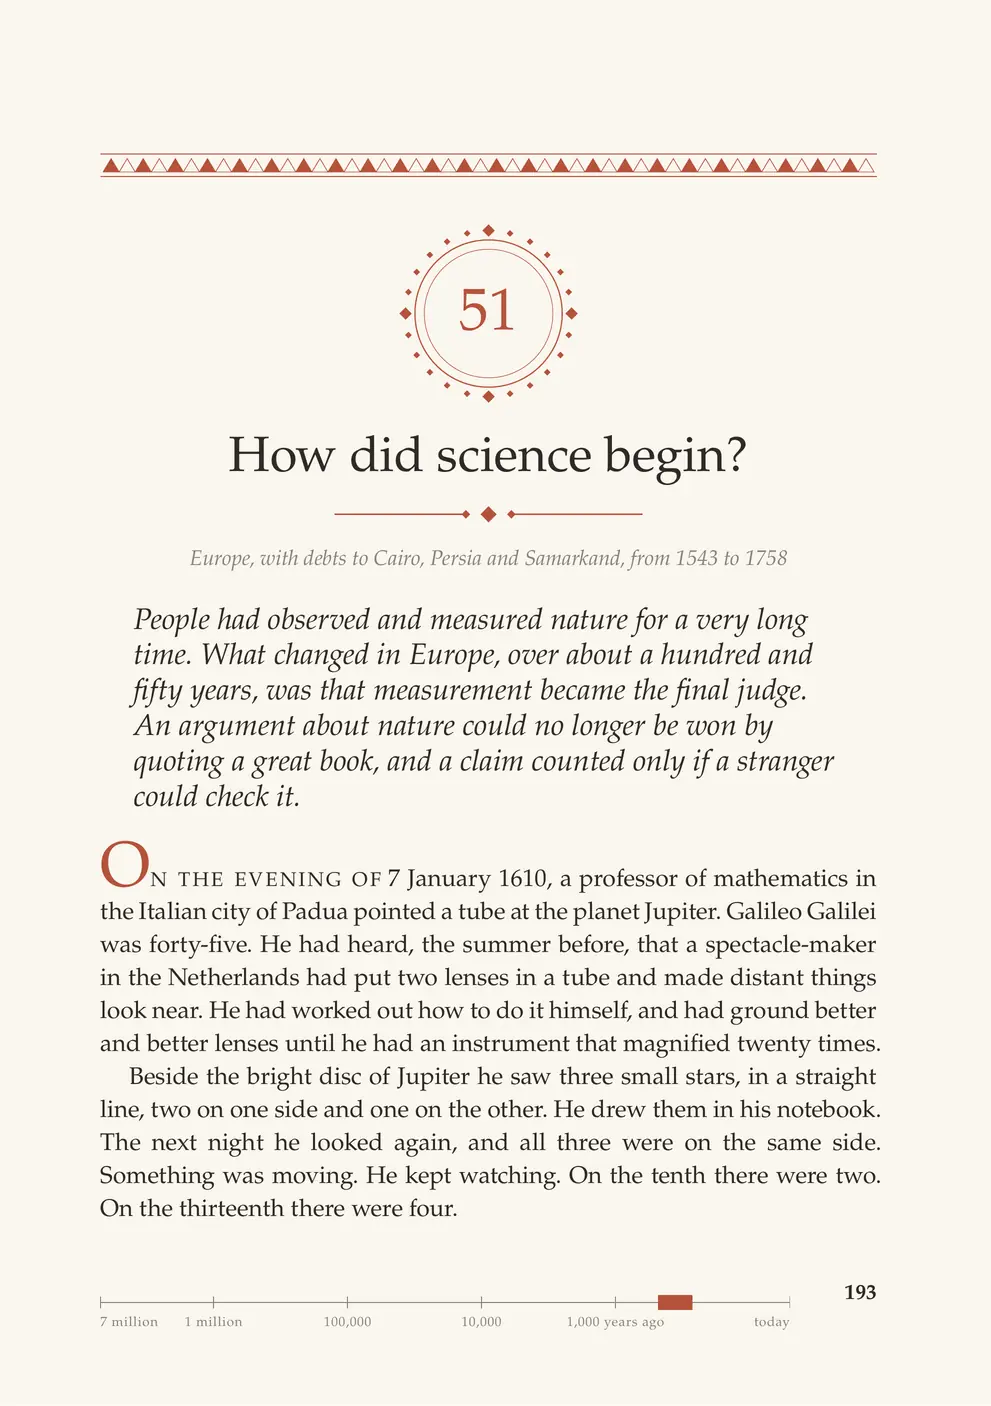 51
How did science begin?
Europe, with debts to Cairo, Persia and Samarkand, from 1543 to 1758
People had observed and measured nature for a very long
time. What changed in Europe, over about a hundred and
fifty years, was that measurement became the final judge.
An argument about nature could no longer be won by
quoting a great book, and a claim counted only if a stranger
could check it.
ON THE EVENING OF 7 January 1610, a professor of mathematics in
the Italian city of Padua pointed a tube at the planet Jupiter. Galileo Galilei
was forty-five. He had heard, the summer before, that a spectacle-maker
in the Netherlands had put two lenses in a tube and made distant things
look near. He had worked out how to do it himself, and had ground better
and better lenses until he had an instrument that magnified twenty times.
Beside the bright disc of Jupiter he saw three small stars, in a straight
line, two on one side and one on the other. He drew them in his notebook.
The next night he looked again, and all three were on the same side.
Something was moving. He kept watching. On the tenth there were two.
On the thirteenth there were four.
193
7 million 1 million 100,000 10,000 1,000 years ago today